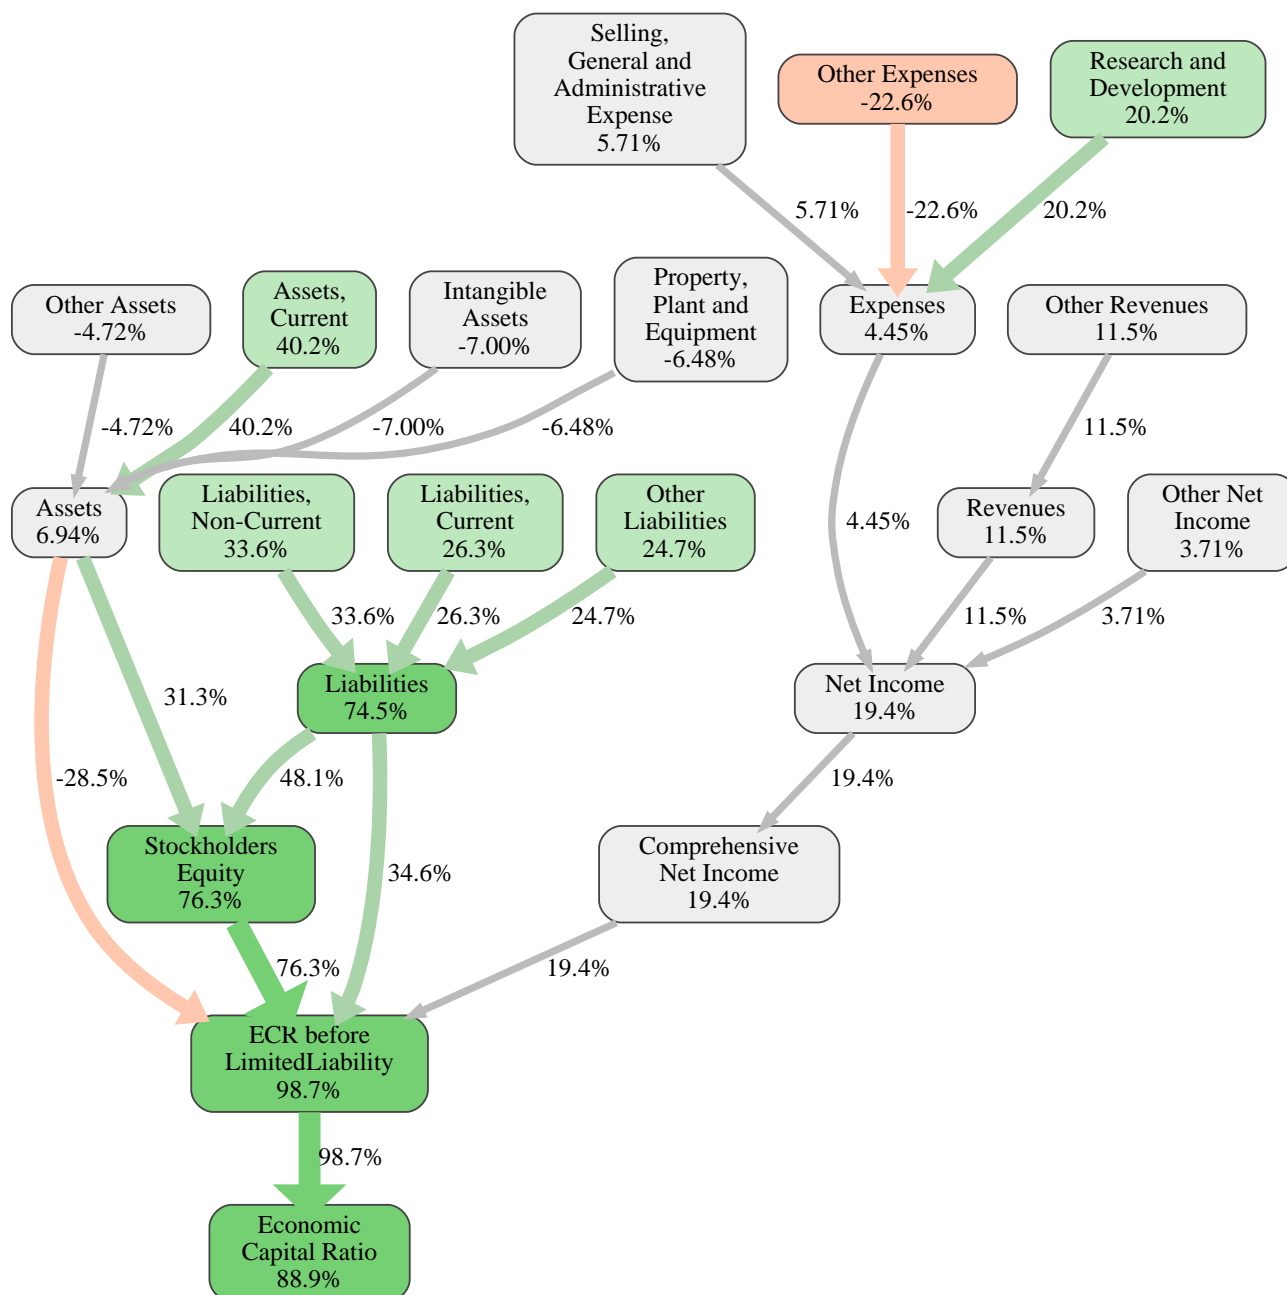 Selling,
General and
Administrative
Expense
5.71%
Other Expenses
-22.6%
Research and
Development
20.2%
5.71%
-22.6%
20.2%
Other Assets
-4.72%
Assets,
Current
40.2%
Intangible
Assets
-7.00%
Property,
Plant and
Equipment
-6.48%
Expenses
4.45%
Other Revenues
11.5%
-4.72%
40.2%
-7.00%
-6.48%
11.5%
Assets
6.94%
Liabilities,
Non-Current
33.6%
Liabilities,
Current
26.3%
Other
Liabilities
24.7%
4.45%
Revenues
11.5%
Other Net
Income
3.71%
33.6%
26.3%
24.7%
11.5%
3.71%
31.3%
Liabilities
74.5%
Net Income
19.4%
-28.5%
48.1%
19.4%
Stockholders
Equity
76.3%
34.6%
Comprehensive
Net Income
19.4%
76.3%
19.4%
ECR before
LimitedLiability
98.7%
98.7%
Economic
Capital Ratio
88.9%